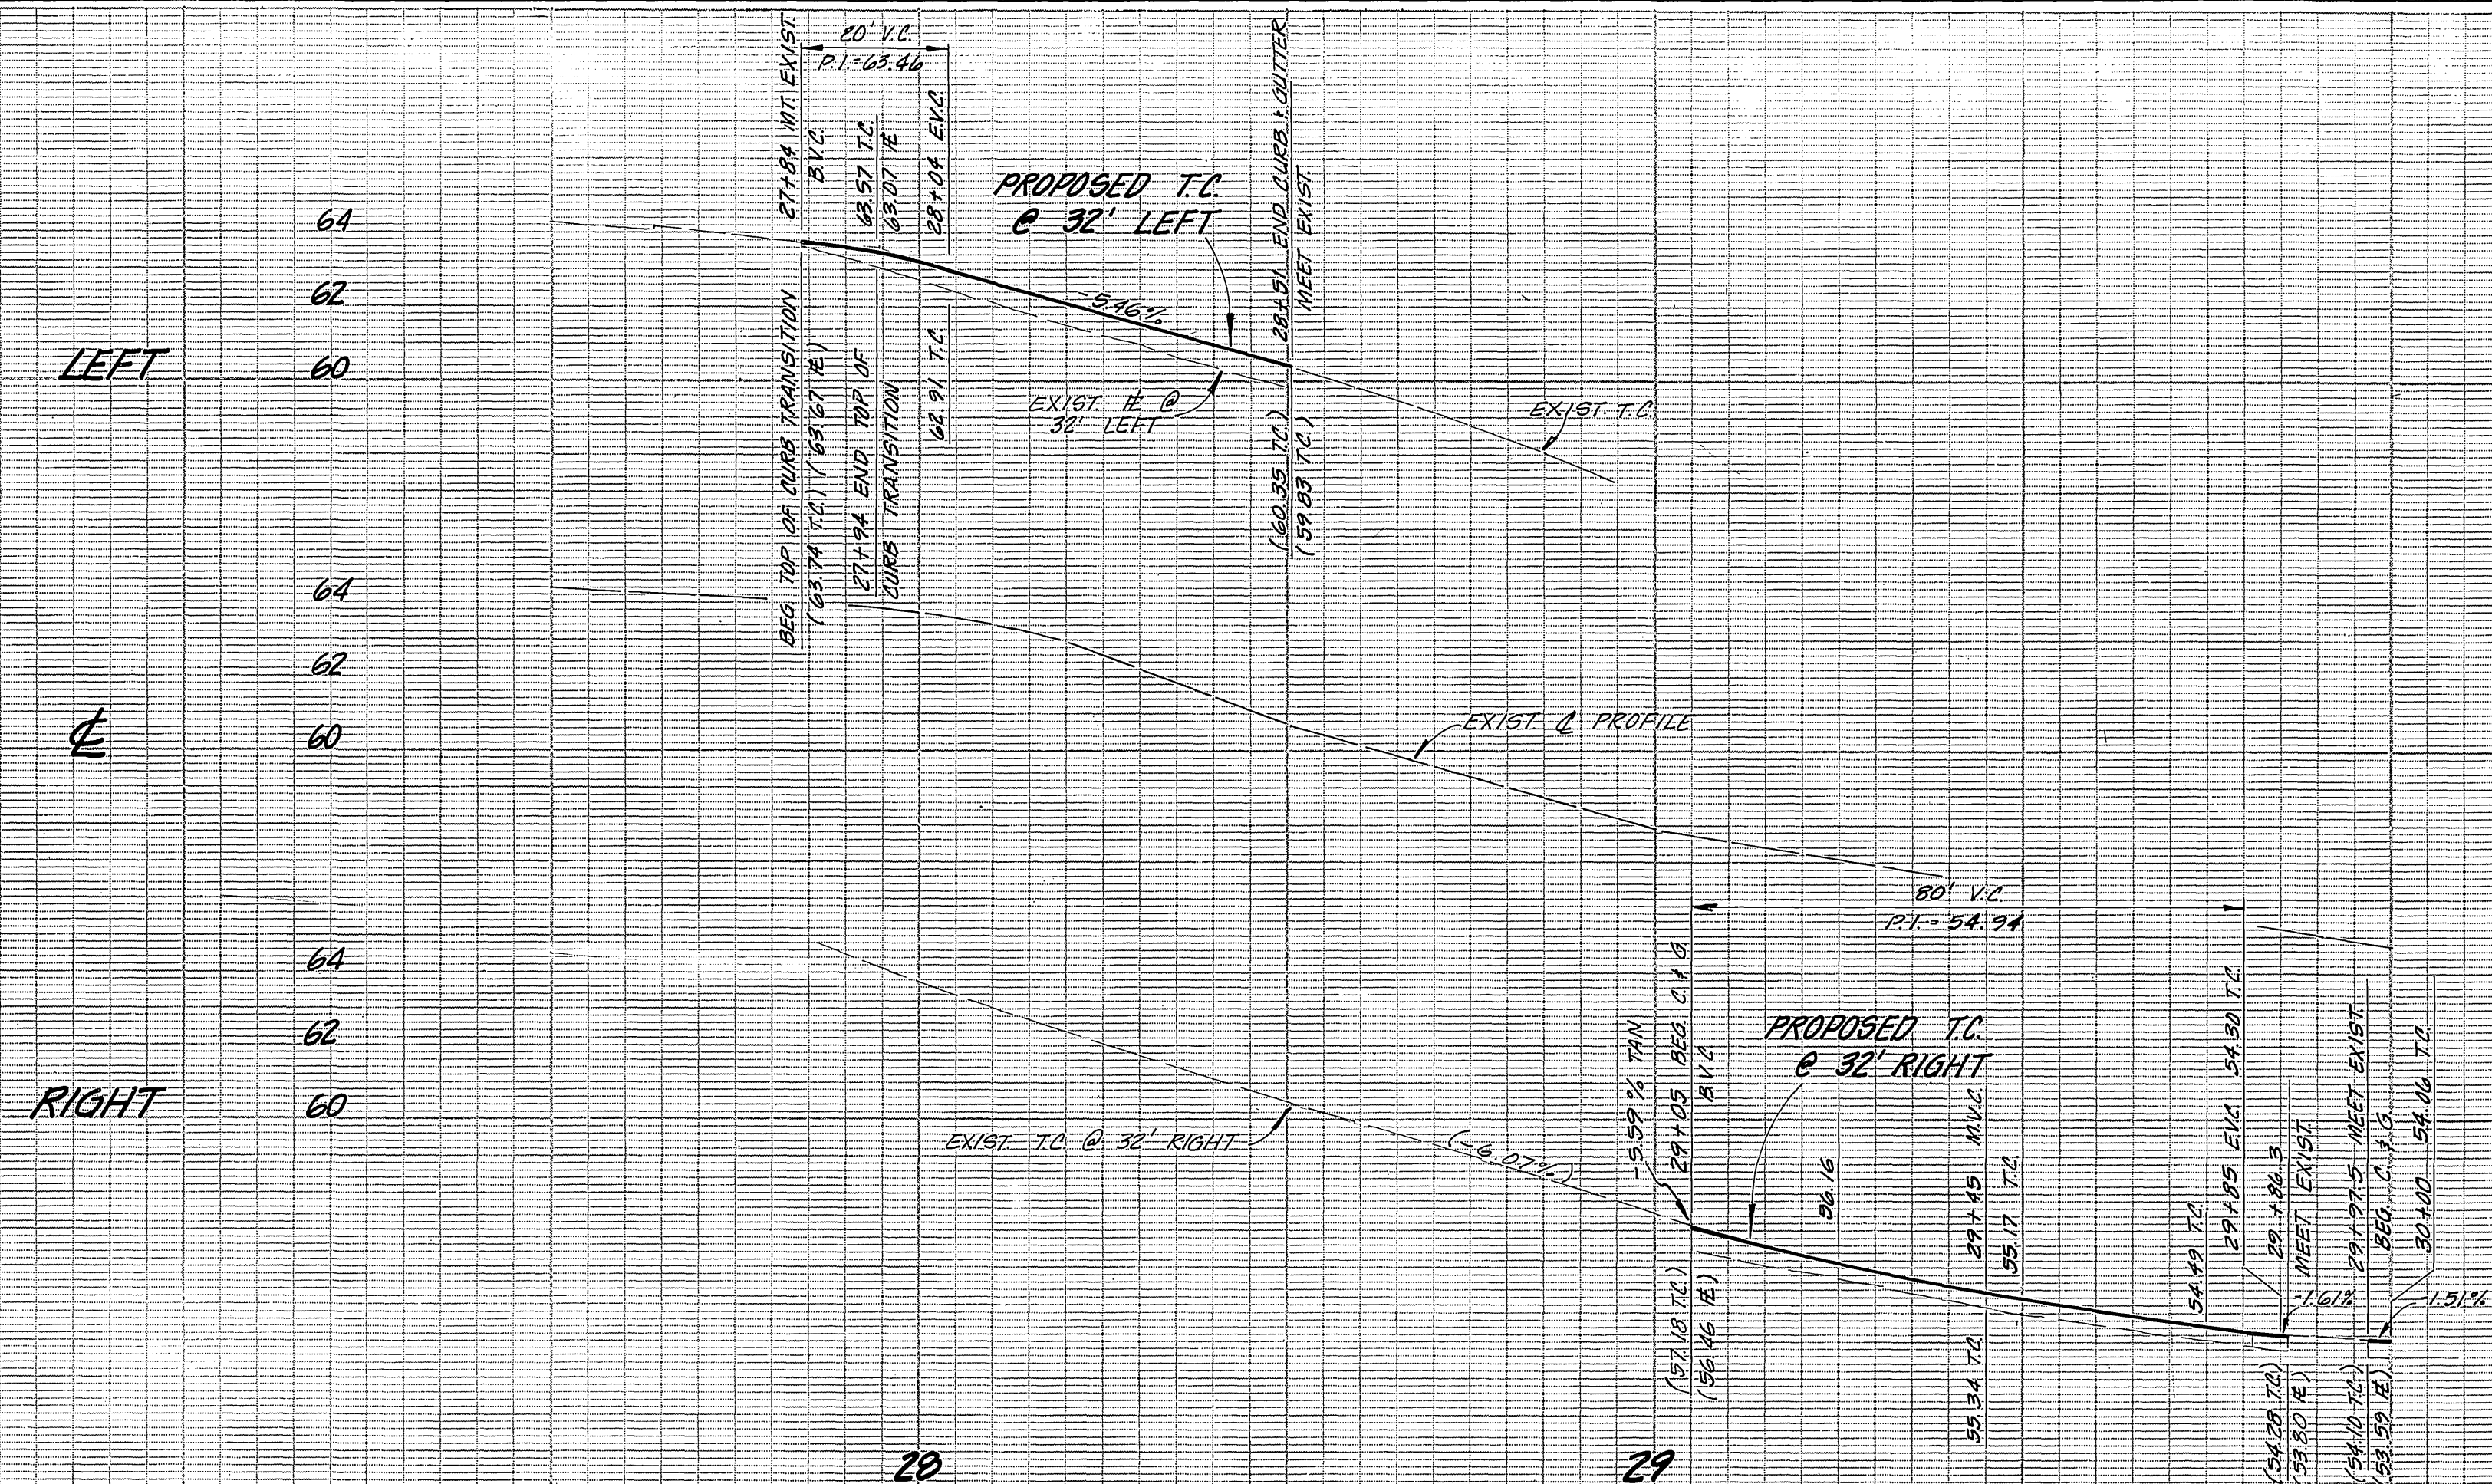 20' V.C.
P.I.=63.46
27+84 MT. EXIST.
B.V.C.
63.57 T.C.
63.07 ⅊
28+04 E.V.C.
PROPOSED T.C.
@ 32' LEFT
28+51 END CURB & GUTTER
MEET EXIST.
64
62
LEFT
60
-5.46%
BEG. TOP OF CURB TRANSITION
(63.74 T.C.) (63.67 ⅊)
27+94 END TOP OF
CURB TRANSITION
62.91 T.C.
EXIST. ⅊ @
32' LEFT
(60.35 T.C.)
(59.83 T.C.)
EXIST. T.C.
64
62
℄
60
EXIST. ℄ PROFILE
80' V.C.
P.I.= 54.94
64
62
RIGHT
60
EXIST. T.C. @ 32' RIGHT
(-6.07%)
-5.59% TAN
29+05 BEG. C.& G.
B.V.C.
PROPOSED T.C.
@ 32' RIGHT
56.16
29+45 M.V.C.
55.17 T.C.
54.49 T.C.
29+85 E.V.C. 54.30 T.C.
29+86.3
MEET EXIST.
29+97.5 MEET EXIST.
BEG. C.& G.
30+00 54.06 T.C.
-1.61%
-1.51%
(57.18 T.C.)
(56.46 ⅊)
55.34 T.C.
(54.28 T.C.)
(53.80 ⅊)
(54.10 T.C.)
(53.59 ⅊)
28
29